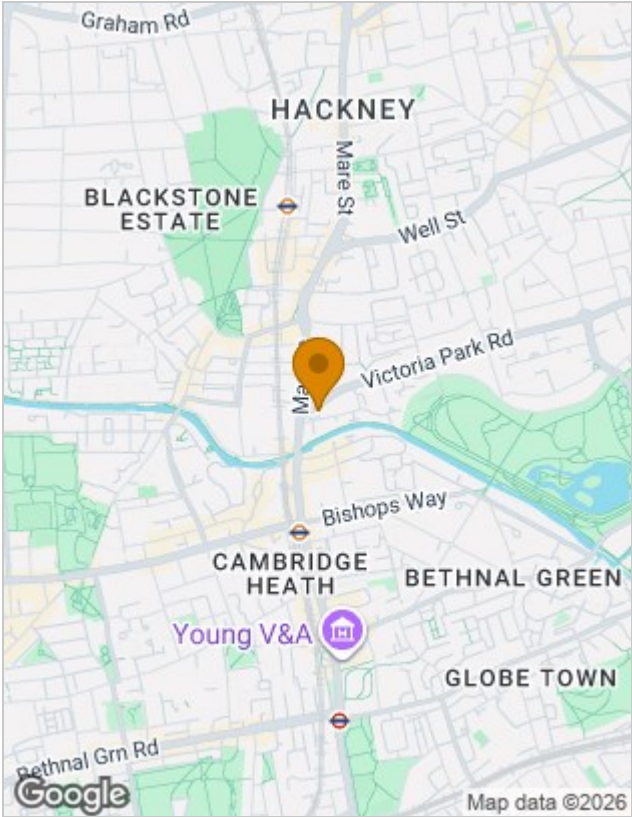 Graham Rd
HACKNEY
Mare St
BLACKSTONE
ESTATE
Well St
Victoria Park Rd
Bishops Way
CAMBRIDGE
HEATH
BETHNAL GREEN
Young V&A
GLOBE TOWN
Bethnal Grn Rd
Google
Map data ©2026